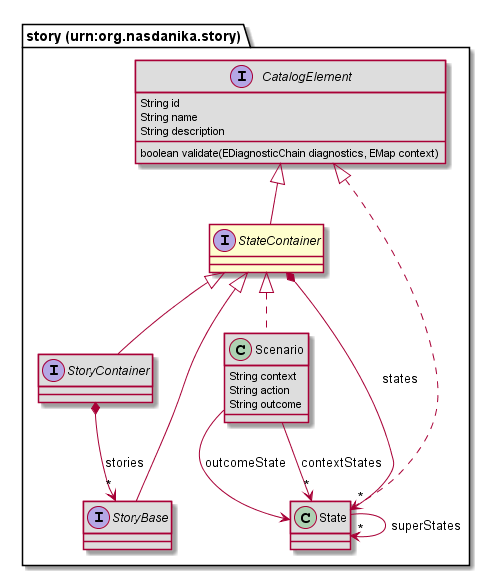 story (urn:org.nasdanika.story)
I CatalogElement
String id
String name
String description
boolean validate(EDiagnosticChain diagnostics, EMap context)
I StateContainer
I StoryContainer
C Scenario
String context
String action
String outcome
states
stories
*
outcomeState
contextStates
*
*
I StoryBase
C State
superStates
*